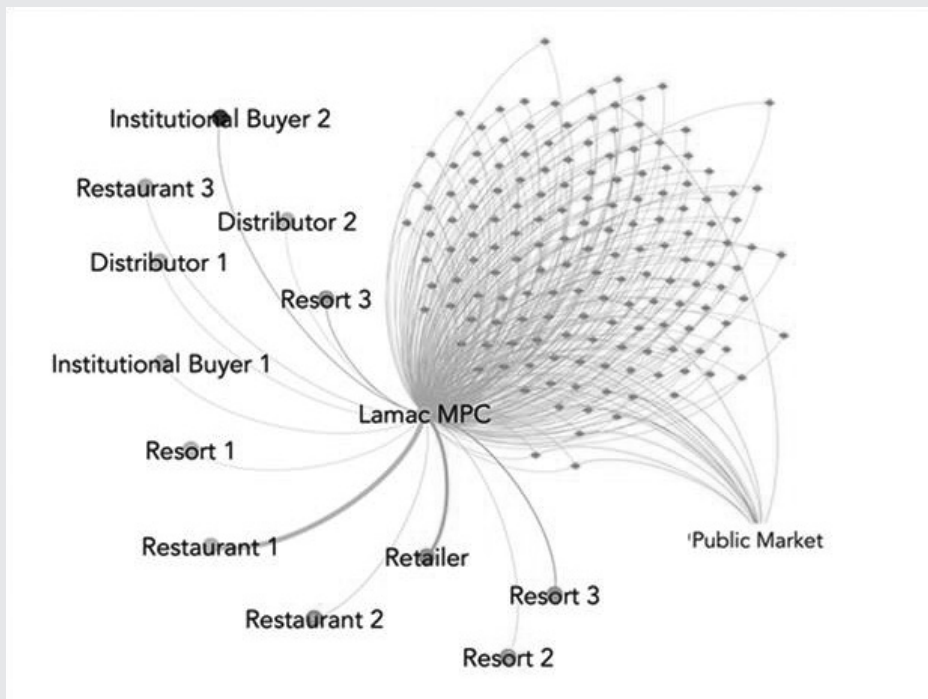 Institutional Buyer 2
Restaurant 3
Distributor 2
Distributor 1
Resort 3
Institutional Buyer 1
Lamac MPC
Resort 1
'Public Market
Restaurant 1
Retailer
Resort 3
Restaurant 2
Resort 2